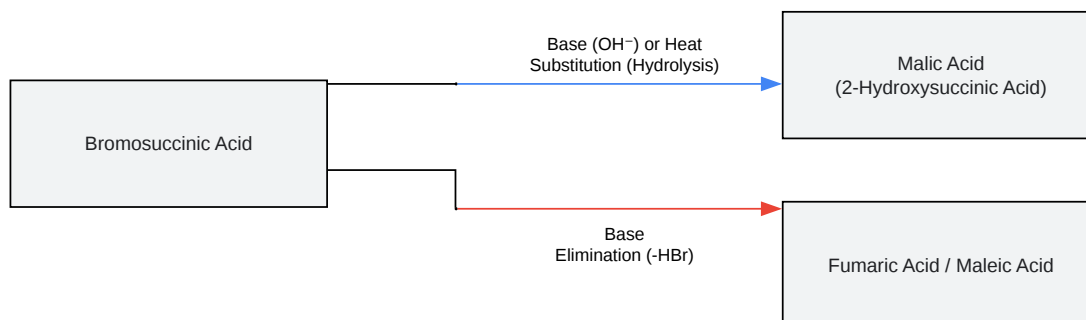 Bromosuccinic Acid
Base (OH⁻) or Heat
Substitution (Hydrolysis)
Malic Acid
(2-Hydroxysuccinic Acid)
Base
Elimination (-HBr)
Fumaric Acid / Maleic Acid